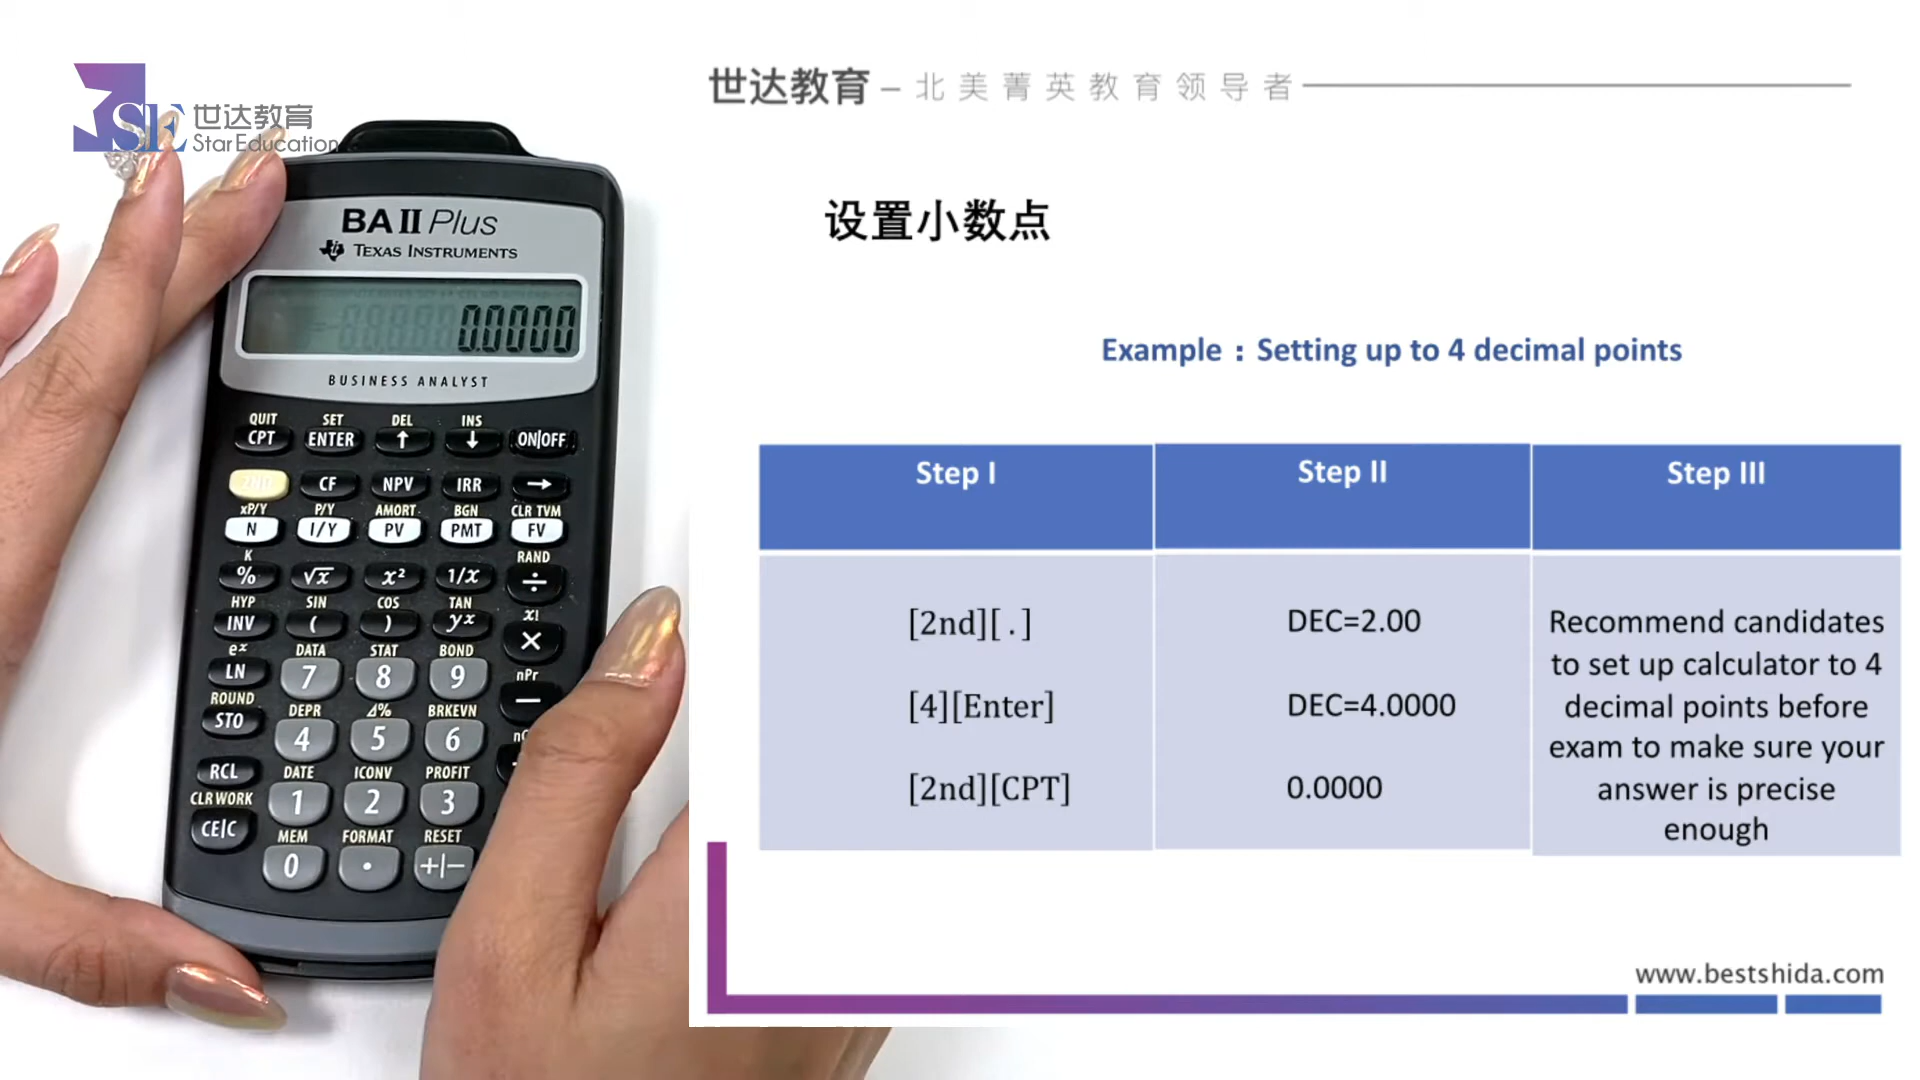 世达教育
StarEducation
世达教育 – 北美菁英教育领导者
设置小数点
Example：Setting up to 4 decimal points
Step I
Step II
Step III
[2nd][ . ]
DEC=2.00
[4][Enter]
DEC=4.0000
[2nd][CPT]
0.0000
Recommend candidates
to set up calculator to 4
decimal points before
exam to make sure your
answer is precise
enough
www.bestshida.com
BA II Plus
TEXAS INSTRUMENTS
0.0000
BUSINESS ANALYST
QUIT SET DEL INS
CPT ENTER ↑ ↓ ON|OFF
2ND CF NPV IRR →
xP/Y P/Y AMORT BGN CLR TVM
N I/Y PV PMT FV
K RAND
% √x x² 1/x ÷
HYP SIN COS TAN x!
INV ( ) yˣ ×
eˣ DATA STAT BOND nPr
LN 7 8 9 −
ROUND DEPR Δ% BRKEVN
STO 4 5 6
DATE ICONV PROFIT
RCL 1 2 3
CLR WORK MEM FORMAT RESET
CE|C 0 . +|−